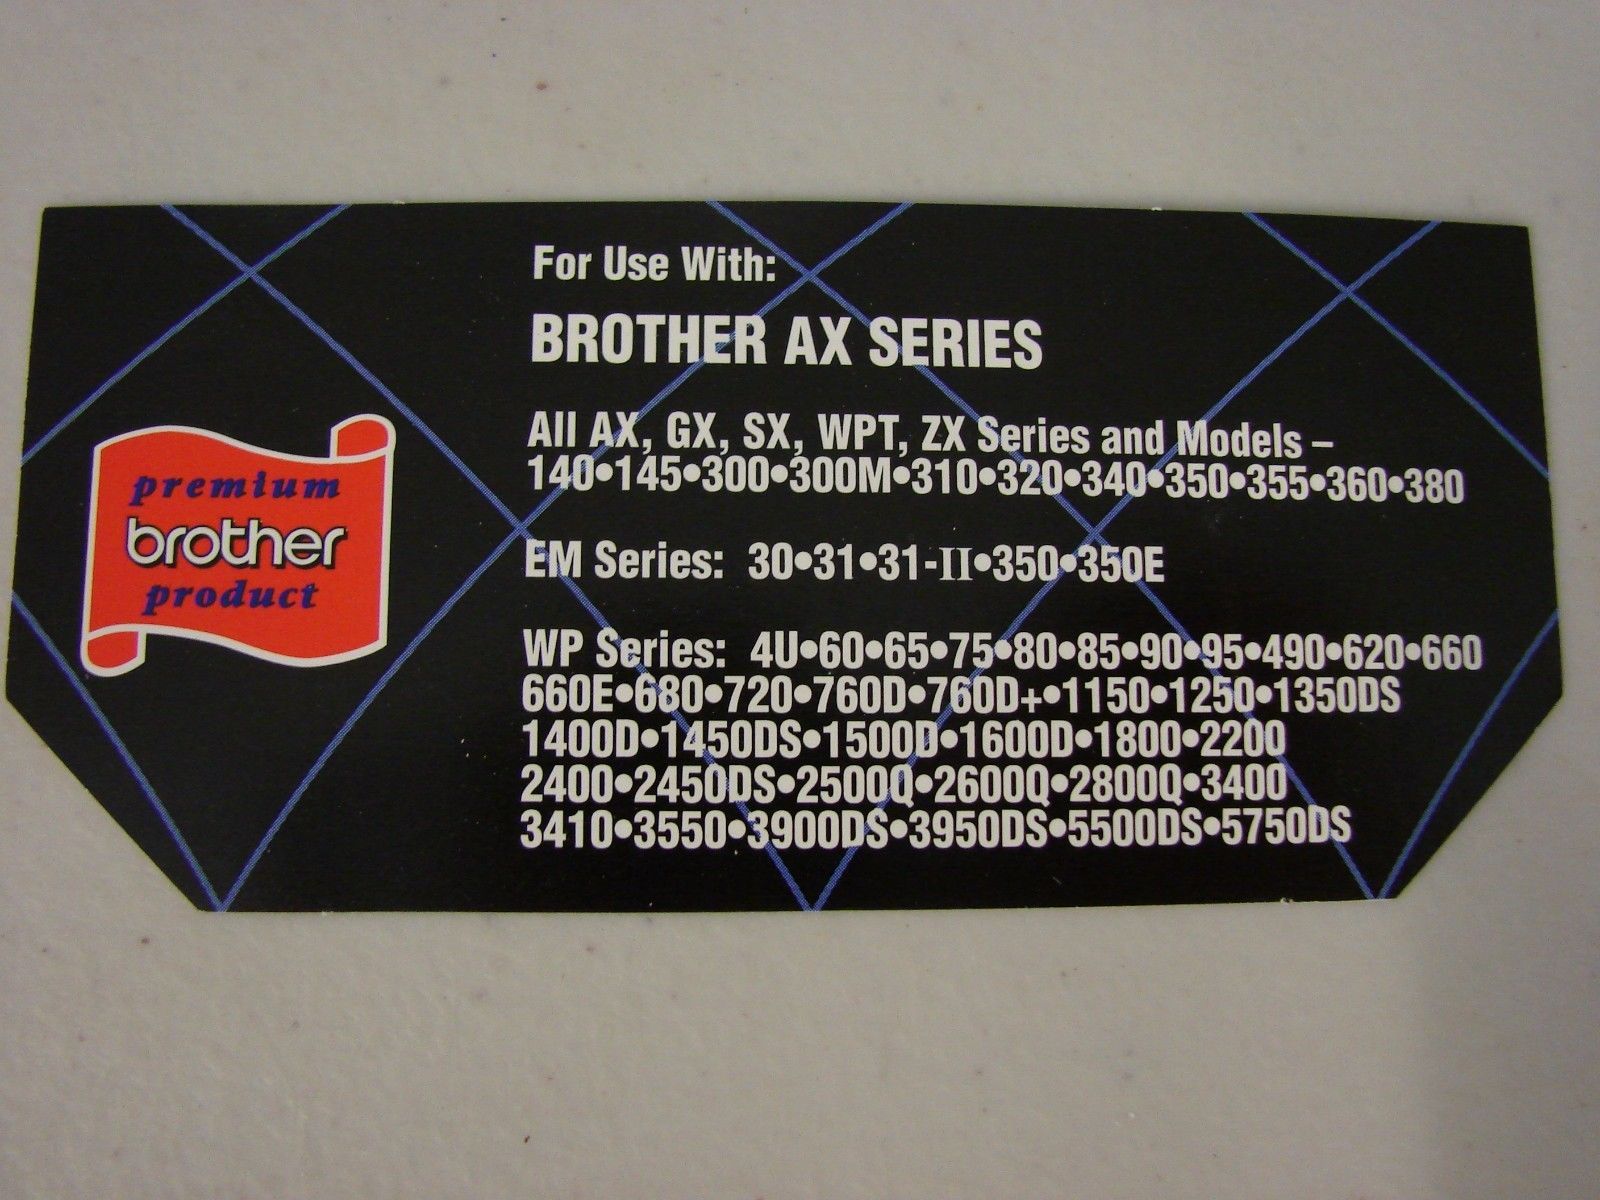 For Use With:
BROTHER AX SERIES
All AX, GX, SX, WPT, ZX Series and Models –
140•145•300•300M•310•320•340•350•355•360•380
premium
brother
product
EM Series: 30•31•31-II•350•350E
WP Series: 4U•60•65•75•80•85•90•95•490•620•660
660E•680•720•760D•760D+•1150•1250•1350DS
1400D•1450DS•1500D•1600D•1800•2200
2400•2450DS•2500Q•2600Q•2800Q•3400
3410•3550•3900DS•3950DS•5500DS•5750DS